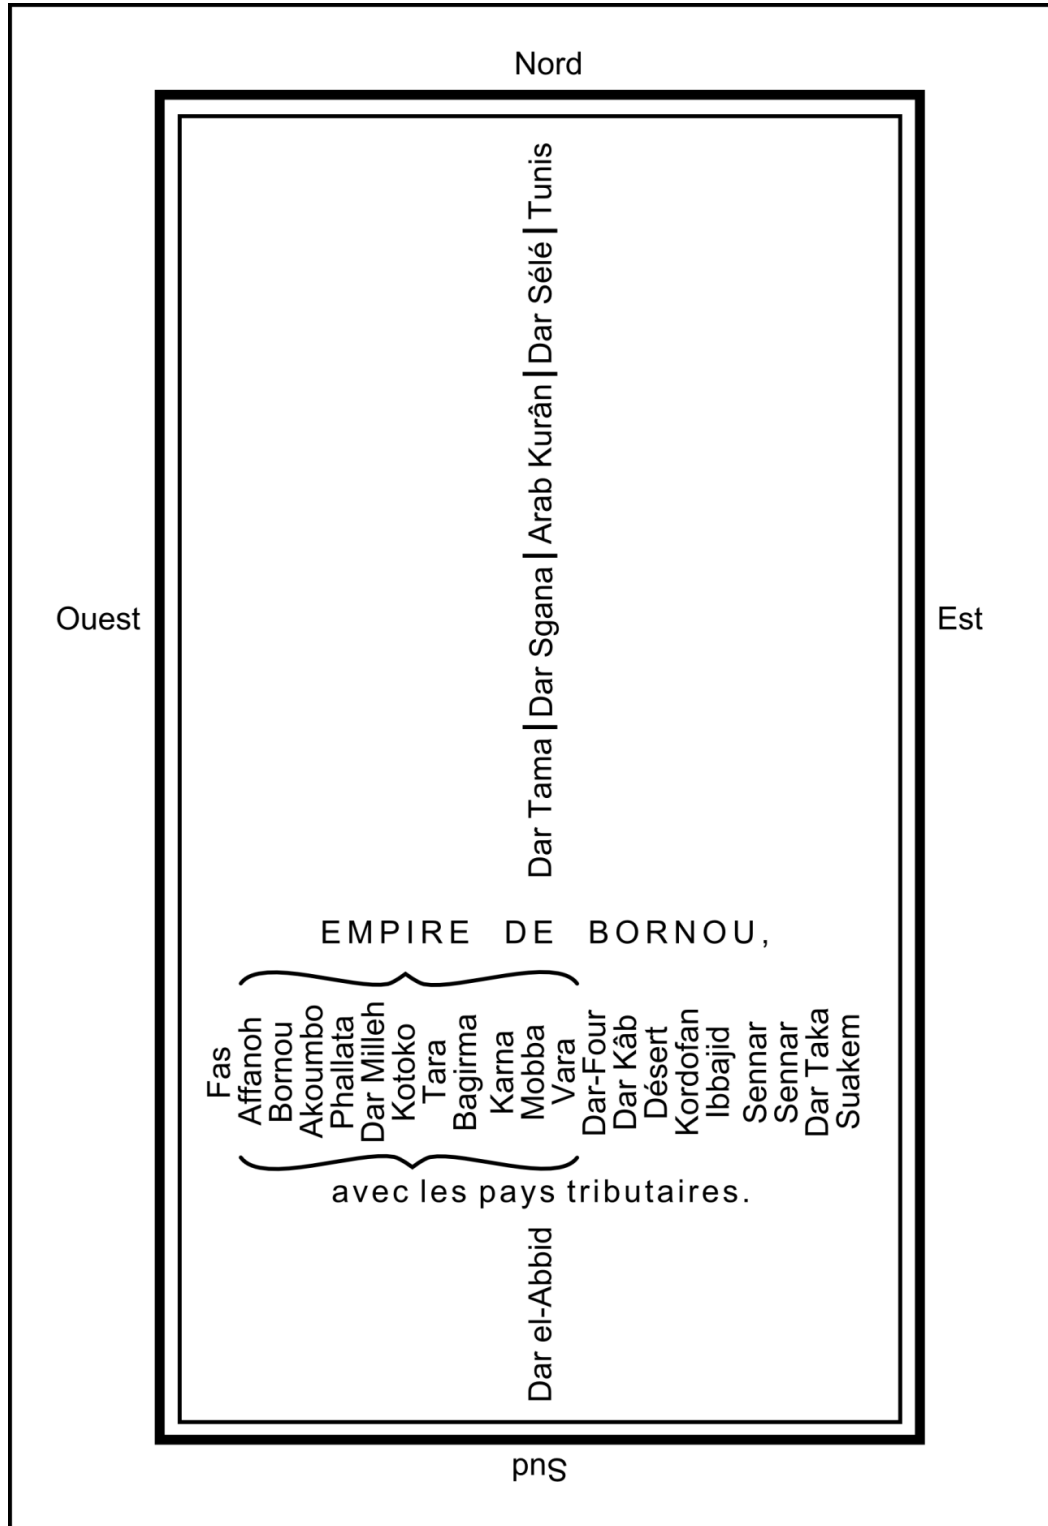 Nord
Ouest
Est
Dar Tama | Dar Sgana | Arab Kurân | Dar Sélé | Tunis
EMPIRE DE BORNOU,
Fas
Affanoh
Bornou
Akoumbo
Phallata
Dar Milleh
Kotoko
Tara
Bagirma
Karna
Mobba
Vara
Dar-Four
Dar Kâb
Désert
Kordofan
Ibbajid
Sennar
Sennar
Dar Taka
Suakem
avec les pays tributaires.
Dar el-Abbid
Sud